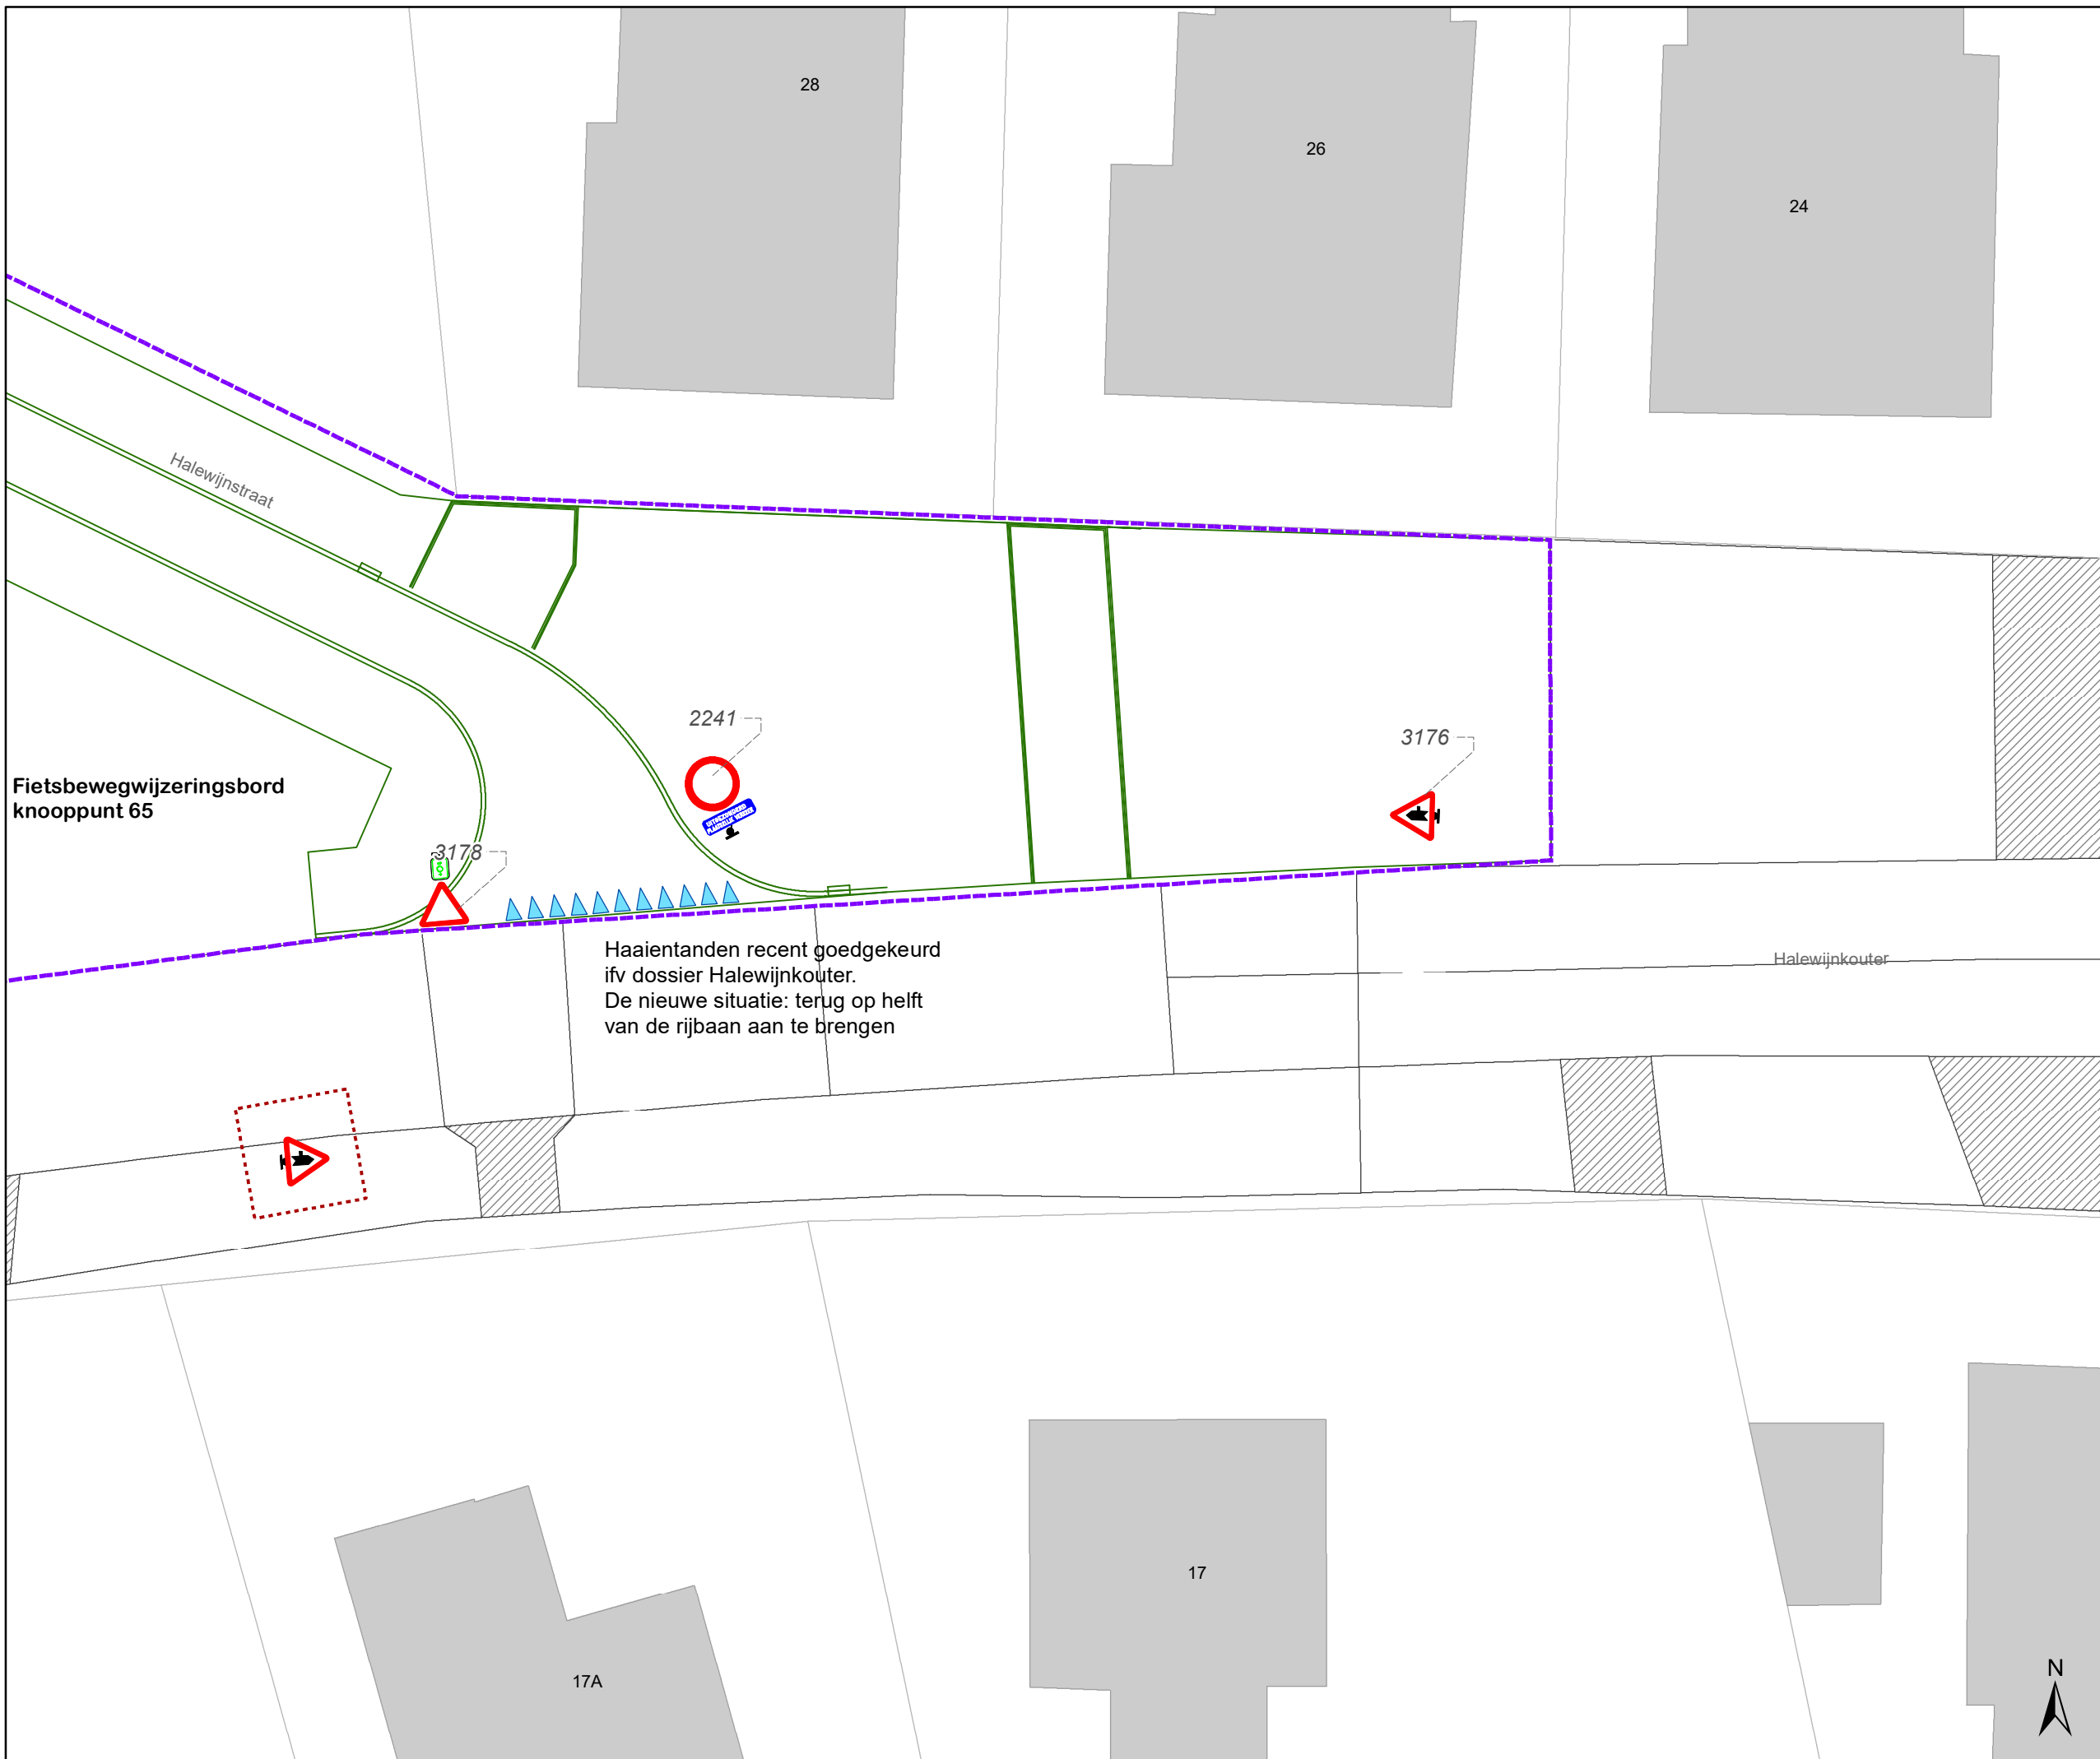 28
26
24
Halewijnstraat
2241
3176
Fietsbewegwijzeringsbord
knooppunt 65
3178
Haaientanden recent goedgekeurd
ifv dossier Halewijnkouter.
De nieuwe situatie: terug op helft
van de rijbaan aan te brengen
Halewijnkouter
17
17A
N